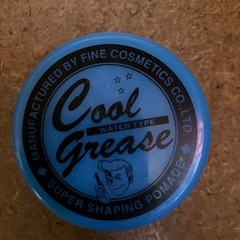 MANUFACTURED BY FINE COSMETICS CO., LTD.
Cool
WATER TYPE
Grease
SUPER SHAPING POMADE